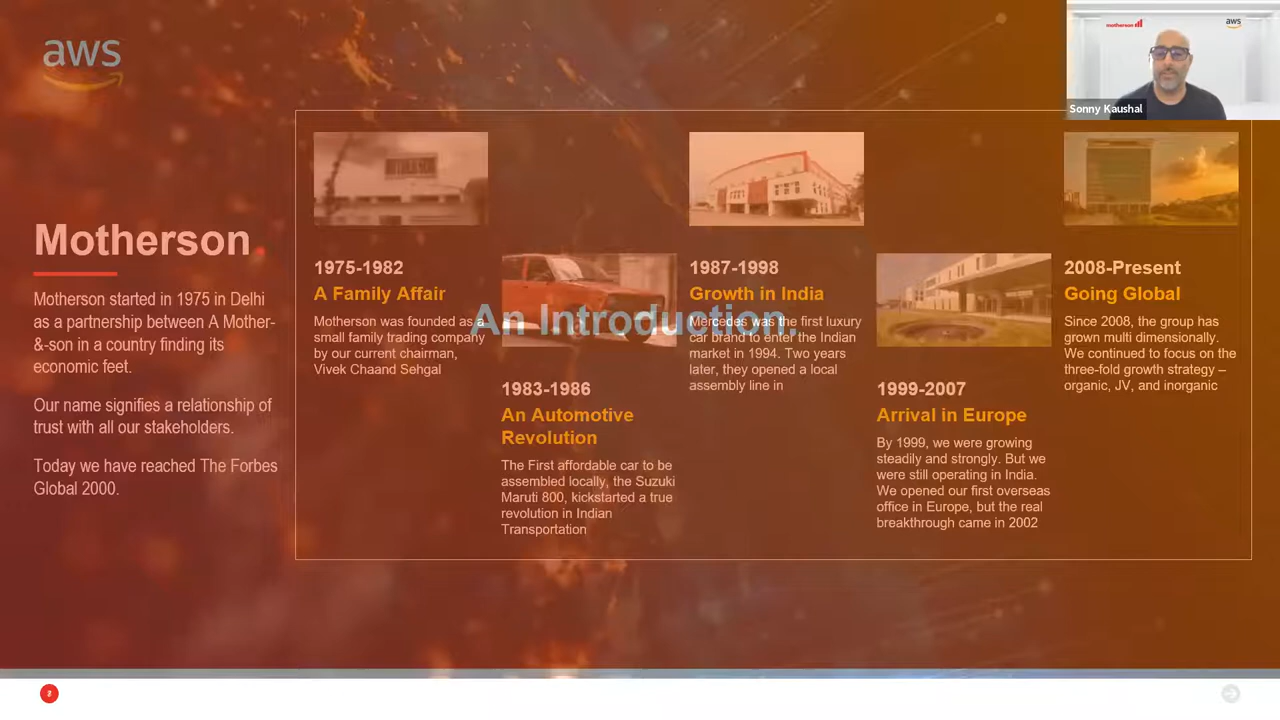 aws
motherson
aws
Sonny Kaushal
Motherson.
Motherson started in 1975 in Delhi
as a partnership between A Mother-
&-son in a country finding its
economic feet.
Our name signifies a relationship of
trust with all our stakeholders.
Today we have reached The Forbes
Global 2000.
An Introduction.
1975-1982
A Family Affair
Motherson was founded as a
small family trading company
by our current chairman,
Vivek Chaand Sehgal
1983-1986
An Automotive
Revolution
The First affordable car to be
assembled locally, the Suzuki
Maruti 800, kickstarted a true
revolution in Indian
Transportation
1987-1998
Growth in India
Mercedes was the first luxury
car brand to enter the Indian
market in 1994. Two years
later, they opened a local
assembly line in
1999-2007
Arrival in Europe
By 1999, we were growing
steadily and strongly. But we
were still operating in India.
We opened our first overseas
office in Europe, but the real
breakthrough came in 2002
2008-Present
Going Global
Since 2008, the group has
grown multi dimensionally.
We continued to focus on the
three-fold growth strategy –
organic, JV, and inorganic